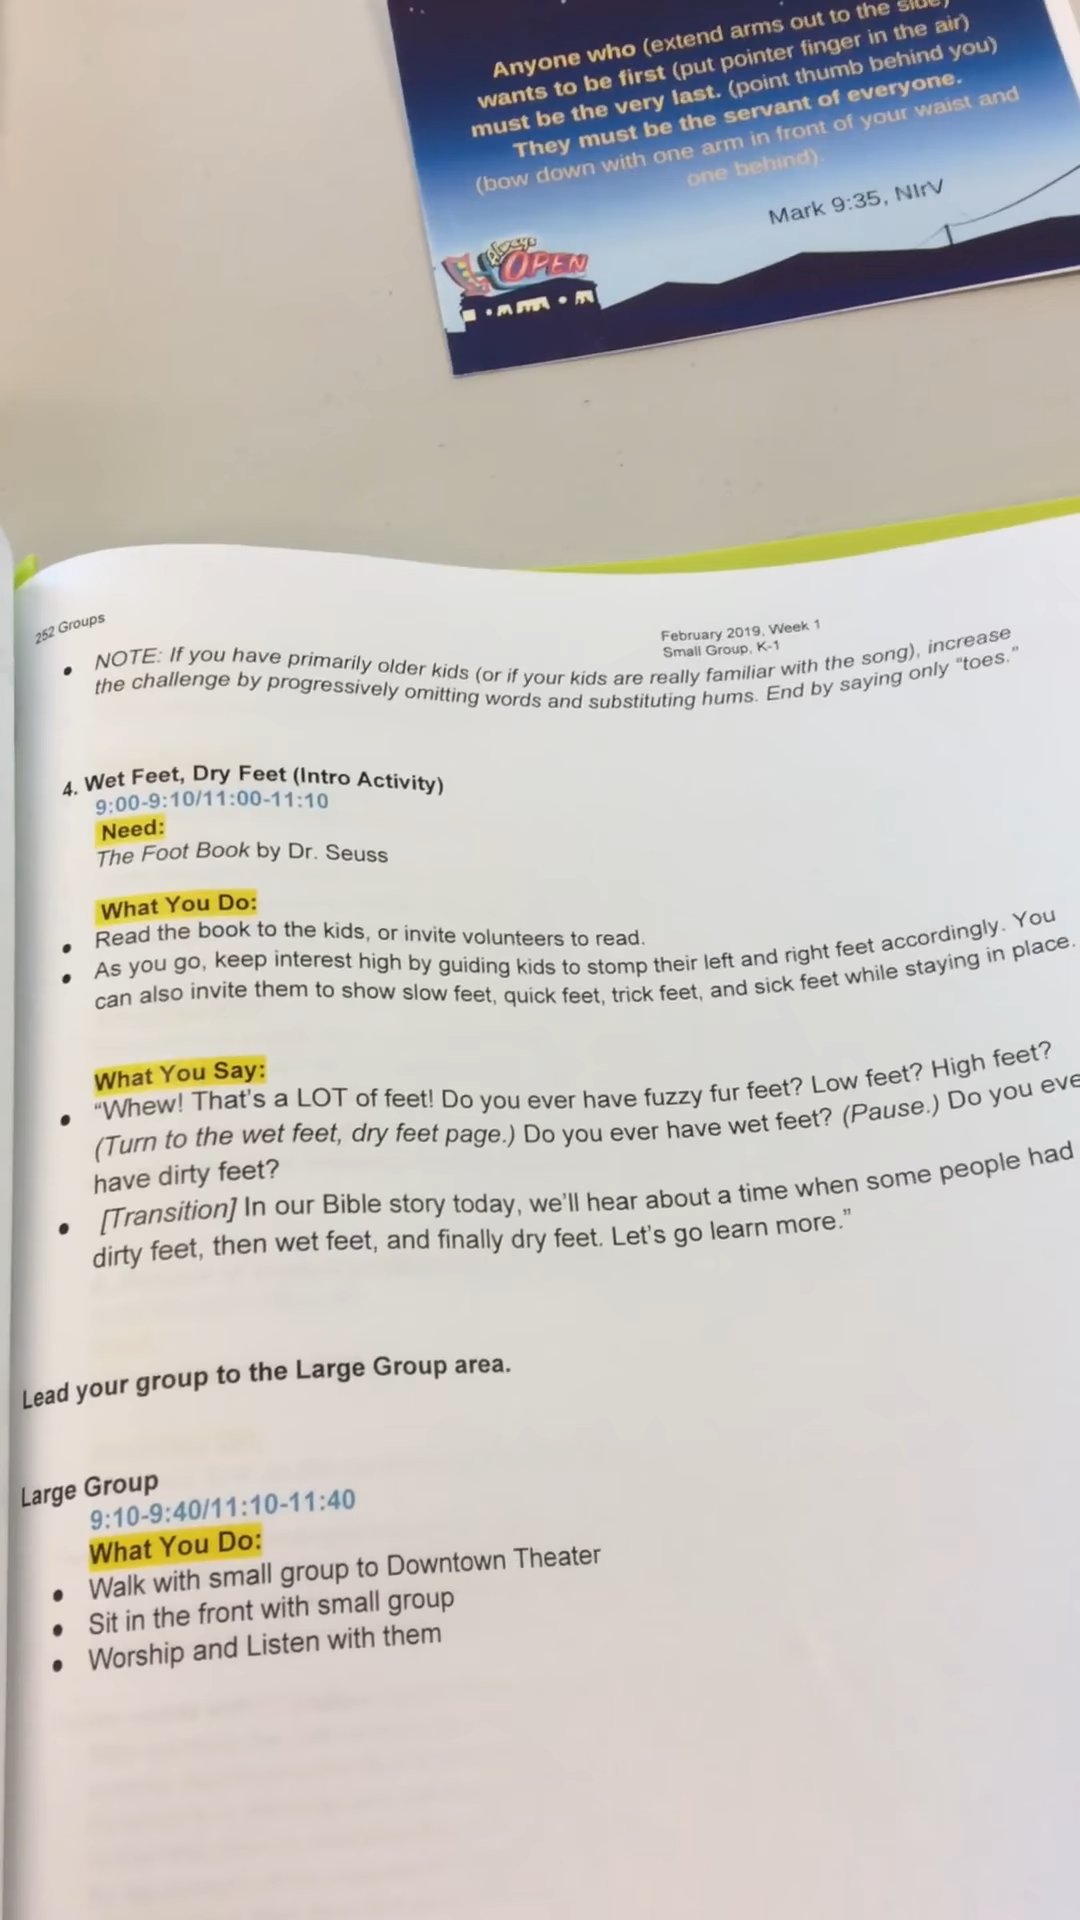 Anyone who (extend arms out to the side)
wants to be first (put pointer finger in the air)
must be the very last. (point thumb behind you)
They must be the servant of everyone.
(bow down with one arm in front of your waist and
one behind).
Mark 9:35, NIrV
Always
OPEN
252 Groups
February 2019, Week 1
Small Group, K-1
• NOTE: If you have primarily older kids (or if your kids are really familiar with the song), increase
the challenge by progressively omitting words and substituting hums. End by saying only “toes.”
4. Wet Feet, Dry Feet (Intro Activity)
9:00-9:10/11:00-11:10
Need:
The Foot Book by Dr. Seuss
What You Do:
• Read the book to the kids, or invite volunteers to read.
• As you go, keep interest high by guiding kids to stomp their left and right feet accordingly. You
can also invite them to show slow feet, quick feet, trick feet, and sick feet while staying in place.
What You Say:
• “Whew! That’s a LOT of feet! Do you ever have fuzzy fur feet? Low feet? High feet?
(Turn to the wet feet, dry feet page.) Do you ever have wet feet? (Pause.) Do you eve
have dirty feet?
• [Transition] In our Bible story today, we’ll hear about a time when some people had
dirty feet, then wet feet, and finally dry feet. Let’s go learn more.”
Lead your group to the Large Group area.
Large Group
9:10-9:40/11:10-11:40
What You Do:
• Walk with small group to Downtown Theater
• Sit in the front with small group
• Worship and Listen with them